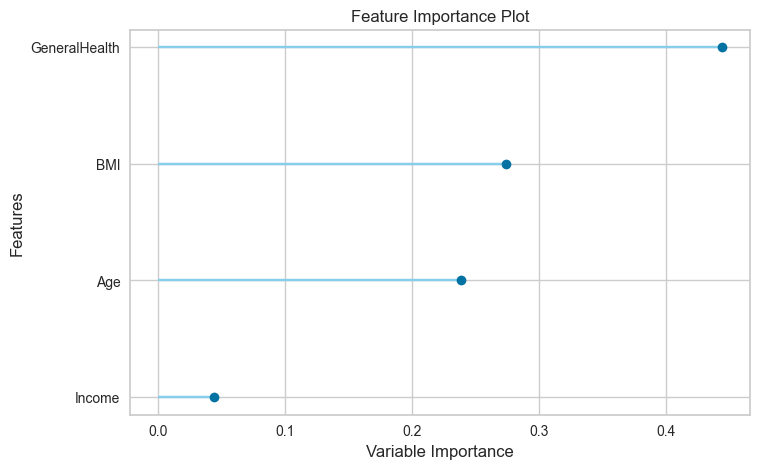 Feature Importance Plot
GeneralHealth
BMI
Age
Income
Features
0.0 0.1 0.2 0.3 0.4
Variable Importance